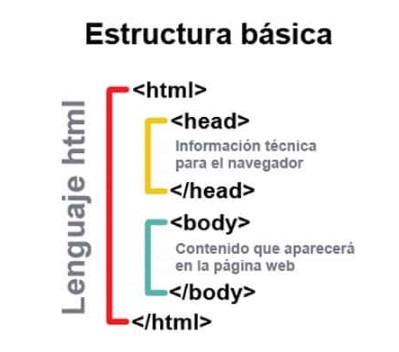 Estructura básica
Lenguaje html
<html>
<head>
Información técnica
para el navegador
</head>
<body>
Contenido que aparecerá
en la página web
</body>
</html>